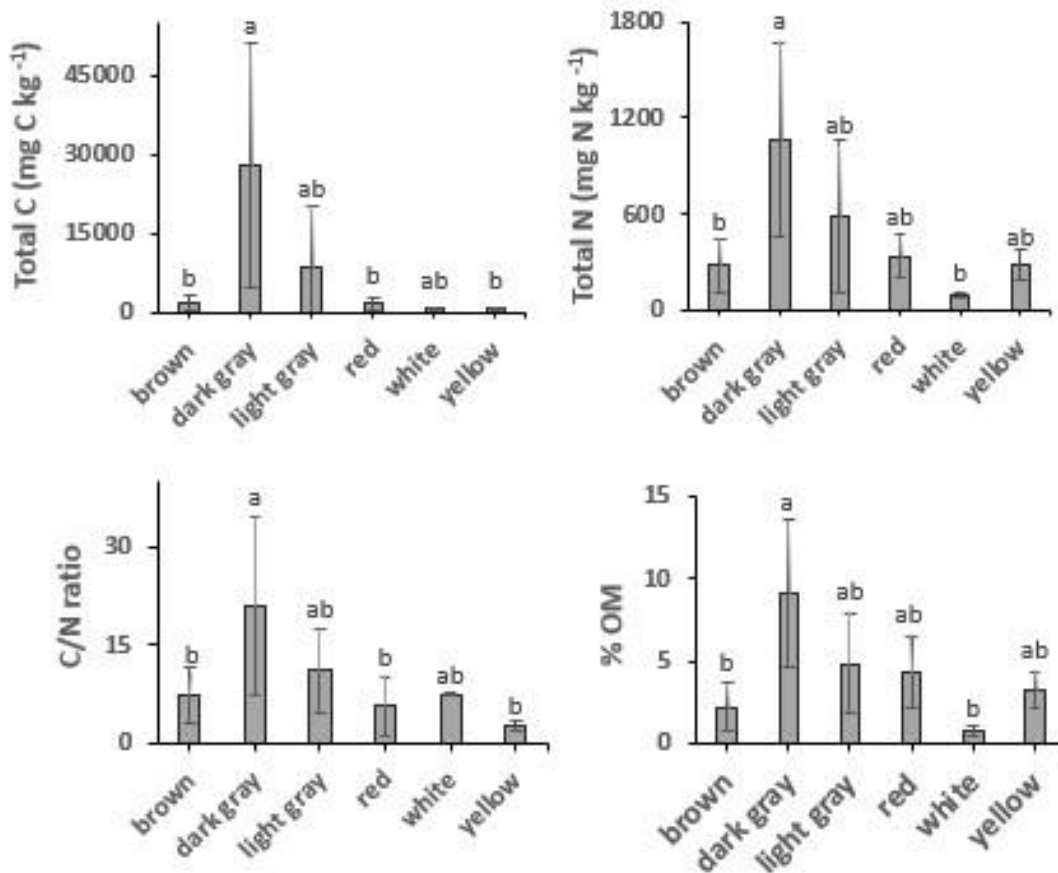 Total C (mg C kg ⁻¹)
45000
30000
15000
0
b
a
ab
b
ab
b
brown
dark gray
light gray
red
white
yellow
Total N (mg N kg ⁻¹)
1800
1200
600
0
b
a
ab
ab
b
ab
brown
dark gray
light gray
red
white
yellow
C/N ratio
30
15
0
b
a
ab
b
ab
b
brown
dark gray
light gray
red
white
yellow
% OM
15
10
5
0
b
a
ab
ab
b
ab
brown
dark gray
light gray
red
white
yellow